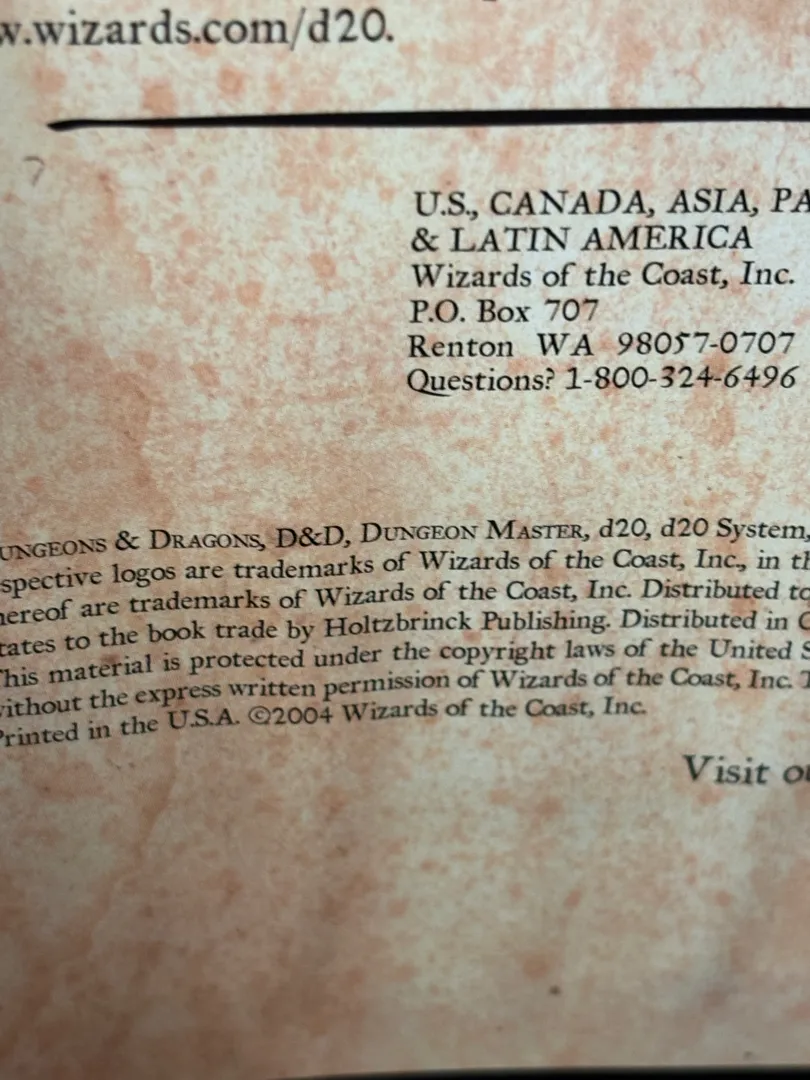 w.wizards.com/d20.
U.S., CANADA, ASIA, PA
& LATIN AMERICA
Wizards of the Coast, Inc.
P.O. Box 707
Renton WA 98057-0707
Questions? 1-800-324-6496
UNGEONS & DRAGONS, D&D, DUNGEON MASTER, d20, d20 System,
spective logos are trademarks of Wizards of the Coast, Inc., in th
ereof are trademarks of Wizards of the Coast, Inc. Distributed to
tates to the book trade by Holtzbrinck Publishing. Distributed in C
his material is protected under the copyright laws of the United S
ithout the express written permission of Wizards of the Coast, Inc. T
Printed in the U.S.A. ©2004 Wizards of the Coast, Inc.
Visit ou